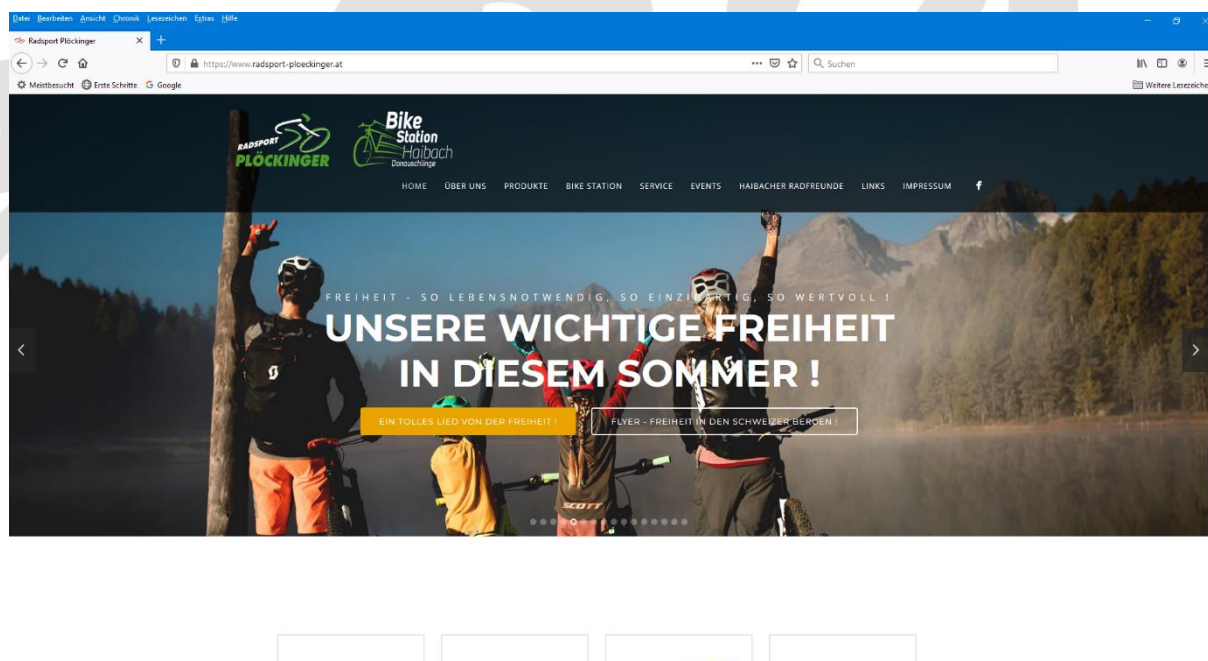 Datei Bearbeiten Ansicht Chronik Lesezeichen Extras Hilfe
Radsport Plöckinger
https://www.radsport-ploeckinger.at
Suchen
Meistbesucht Erste Schritte Google
Weitere Lesezeichen
RADSPORT
PLÖCKINGER
Bike
Station
Haibach
Donauschlinge
HOME ÜBER UNS PRODUKTE BIKE STATION SERVICE EVENTS HAIBACHER RADFREUNDE LINKS IMPRESSUM f
FREIHEIT - SO LEBENSNOTWENDIG, SO EINZIGARTIG, SO WERTVOLL !
UNSERE WICHTIGE FREIHEIT
IN DIESEM SOMMER !
EIN TOLLES LIED VON DER FREIHEIT ! FLYER - FREIHEIT IN DEN SCHWEIZER BERGEN !
SCOTT